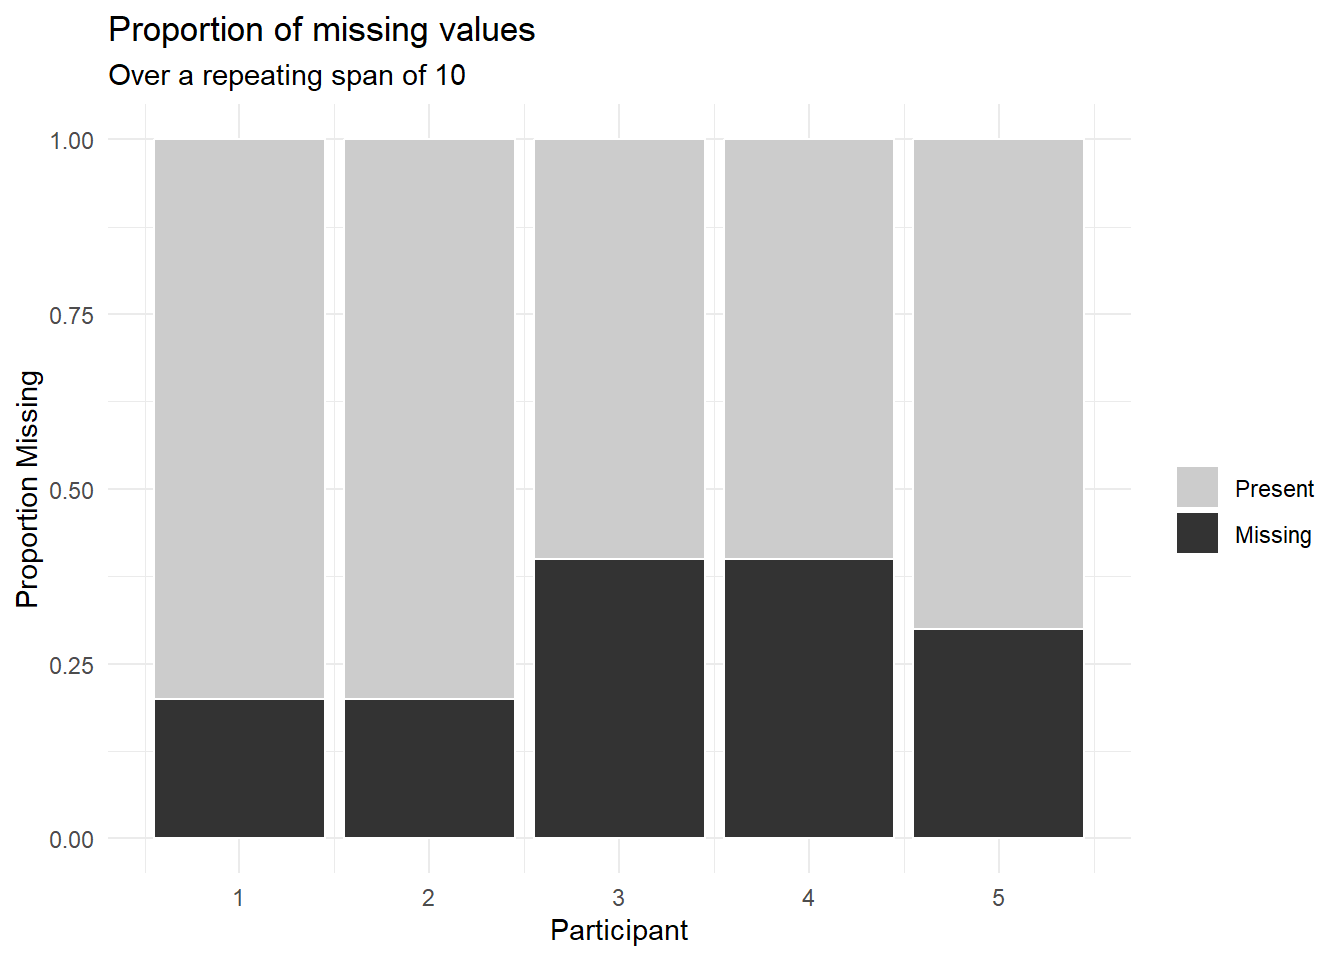 Proportion of missing values
Over a repeating span of 10
1.00
0.75
0.50
0.25
0.00
Proportion Missing
1 2 3 4 5
Participant
Present
Missing